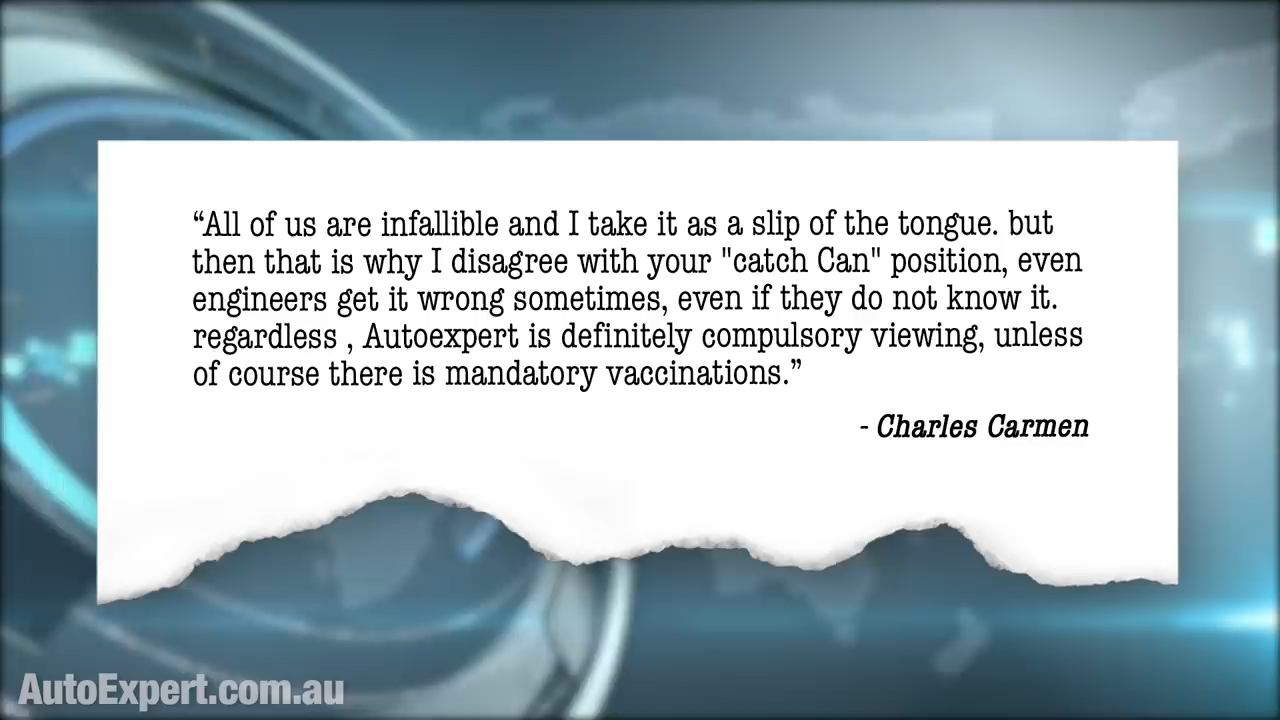 “All of us are infallible and I take it as a slip of the tongue. but
then that is why I disagree with your "catch Can" position, even
engineers get it wrong sometimes, even if they do not know it.
regardless , Autoexpert is definitely compulsory viewing, unless
of course there is mandatory vaccinations.”
- Charles Carmen
AutoExpert.com.au